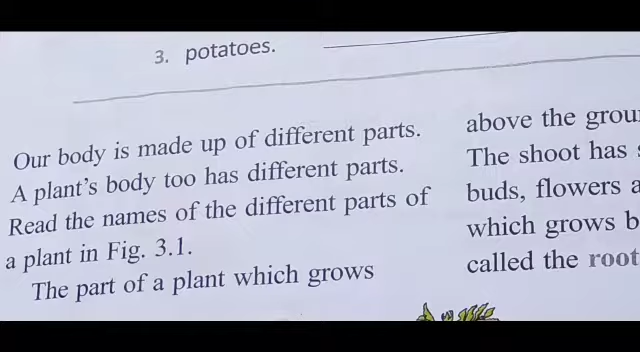 3. potatoes.
Our body is made up of different parts.
A plant's body too has different parts.
Read the names of the different parts of
a plant in Fig. 3.1.
The part of a plant which grows
above the
The shoot has
buds, flowers
which grows
called the root